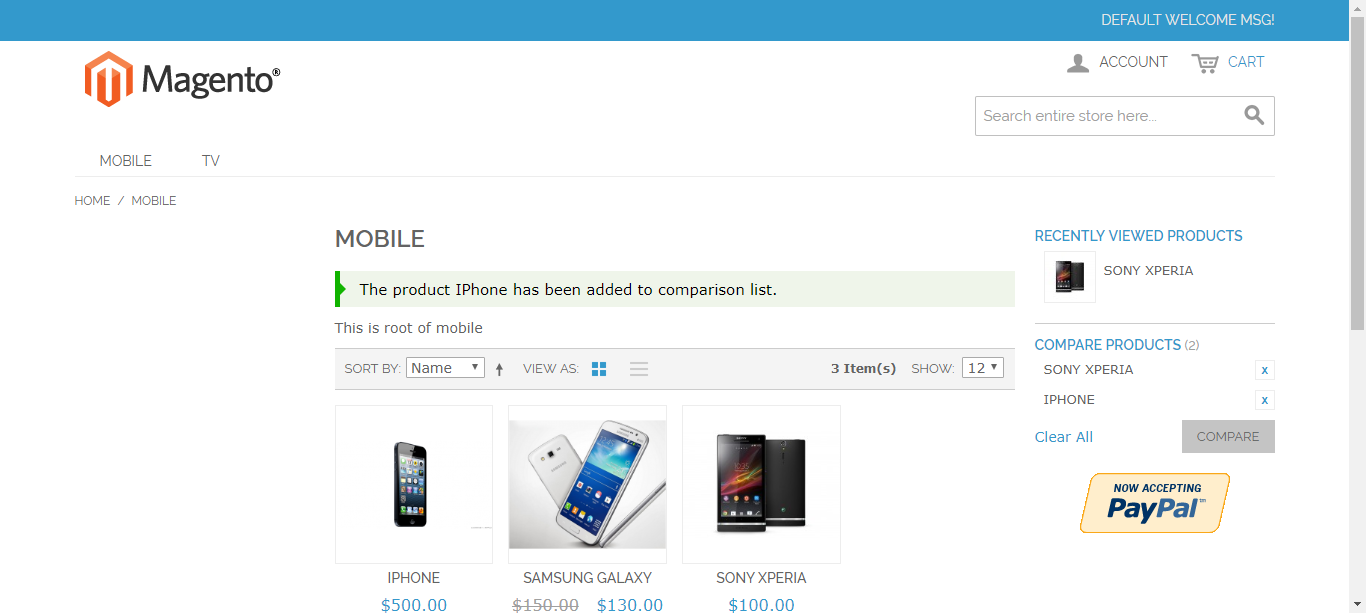 DEFAULT WELCOME MSG!
Magento®
ACCOUNT
CART
Search entire store here...
MOBILE
TV
HOME / MOBILE
MOBILE
The product IPhone has been added to comparison list.
This is root of mobile
SORT BY: Name
VIEW AS:
3 Item(s)
SHOW: 12
IPHONE
$500.00
SAMSUNG GALAXY
$150.00 $130.00
SONY XPERIA
$100.00
RECENTLY VIEWED PRODUCTS
SONY XPERIA
COMPARE PRODUCTS (2)
SONY XPERIA x
IPHONE x
Clear All
COMPARE
NOW ACCEPTING
PayPal™